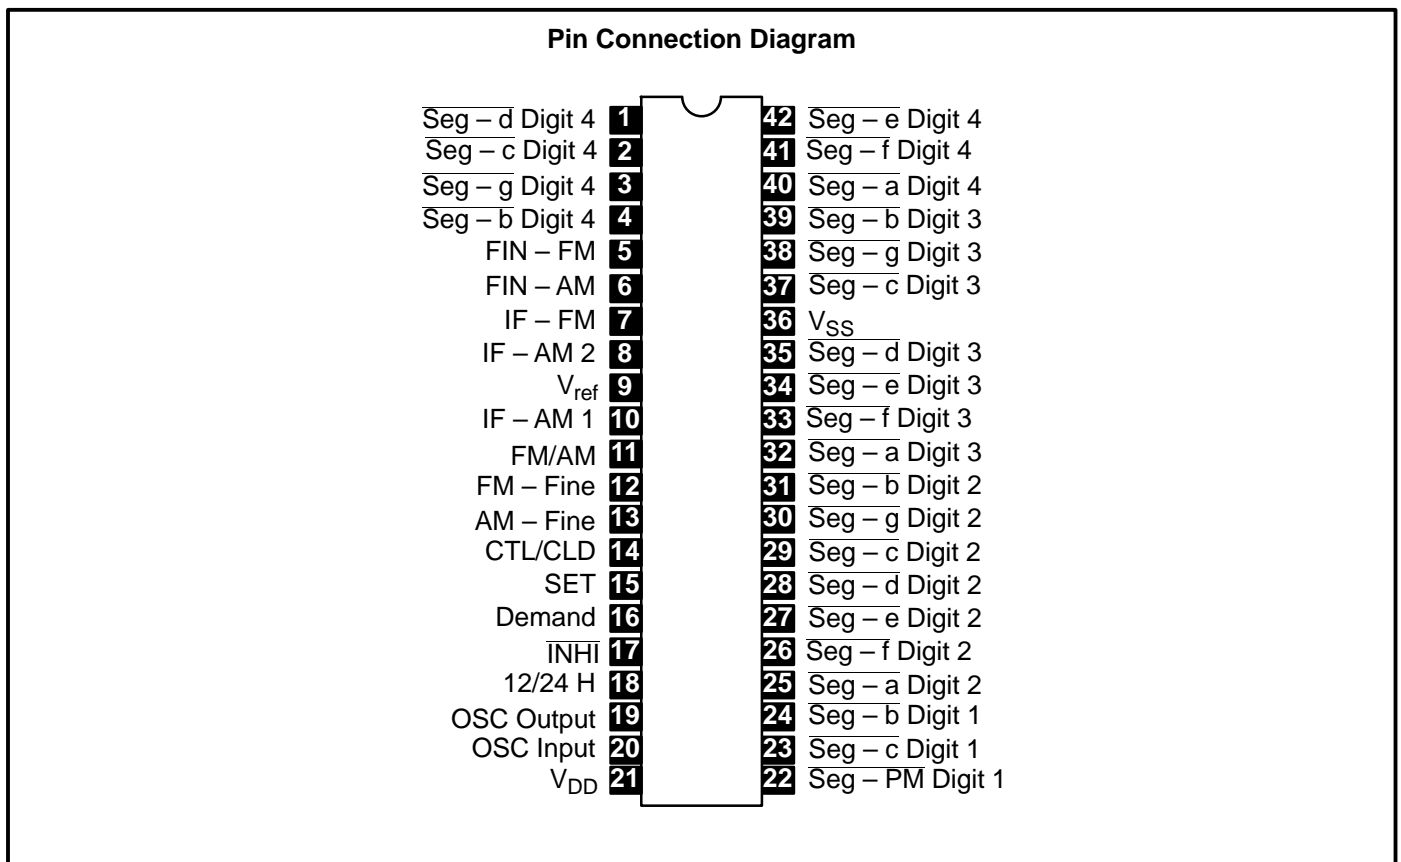 Pin Connection Diagram
Seg – d Digit 4 1
Seg – c Digit 4 2
Seg – g Digit 4 3
Seg – b Digit 4 4
FIN – FM 5
FIN – AM 6
IF – FM 7
IF – AM 2 8
Vref 9
IF – AM 1 10
FM/AM 11
FM – Fine 12
AM – Fine 13
CTL/CLD 14
SET 15
Demand 16
INHI 17
12/24 H 18
OSC Output 19
OSC Input 20
VDD 21
42 Seg – e Digit 4
41 Seg – f Digit 4
40 Seg – a Digit 4
39 Seg – b Digit 3
38 Seg – g Digit 3
37 Seg – c Digit 3
36 VSS
35 Seg – d Digit 3
34 Seg – e Digit 3
33 Seg – f Digit 3
32 Seg – a Digit 3
31 Seg – b Digit 2
30 Seg – g Digit 2
29 Seg – c Digit 2
28 Seg – d Digit 2
27 Seg – e Digit 2
26 Seg – f Digit 2
25 Seg – a Digit 2
24 Seg – b Digit 1
23 Seg – c Digit 1
22 Seg – PM Digit 1